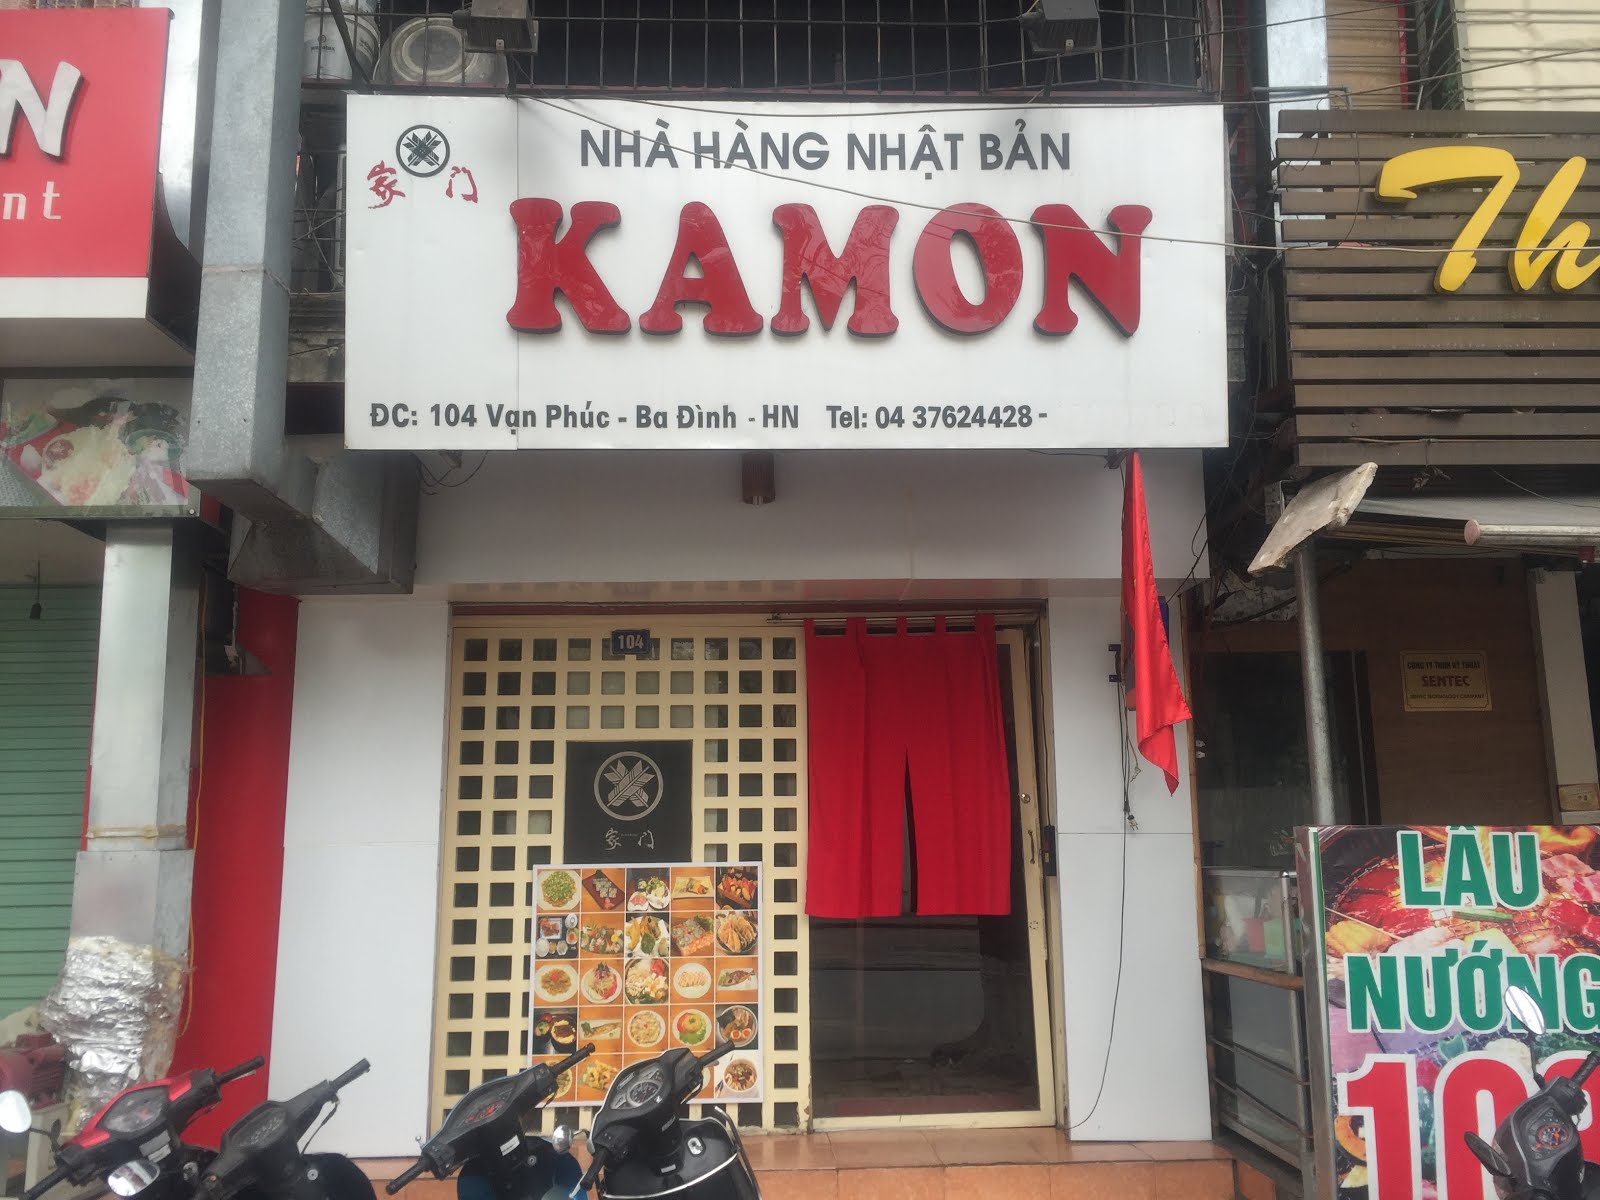 N
nt
家门
NHÀ HÀNG NHẬT BẢN
KAMON
ĐC: 104 Vạn Phúc - Ba Đình - HN Tel: 04 37624428 -
Th
104
家门
SENTEC
LẨU
NƯỚNG